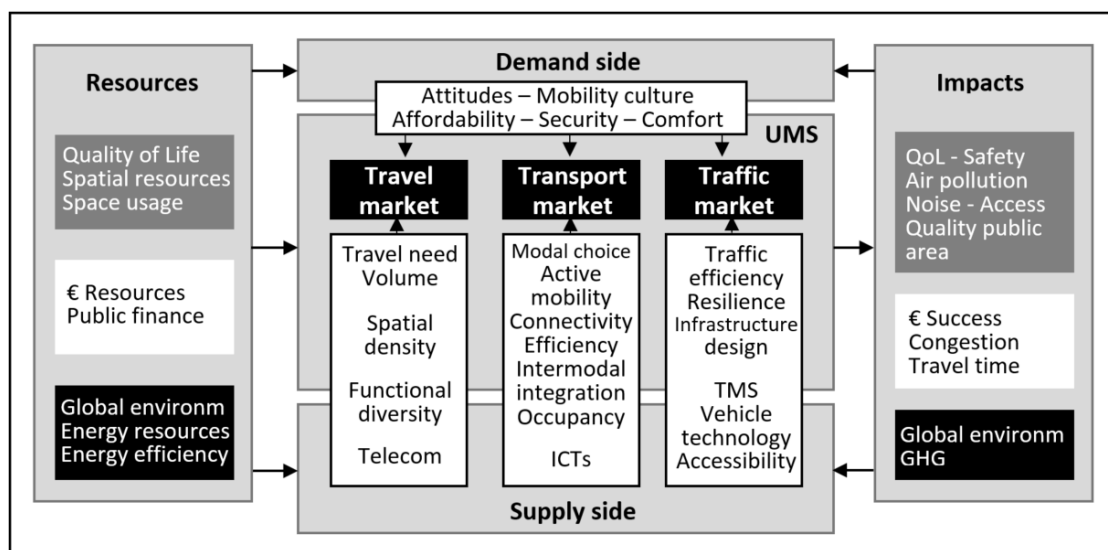 Demand side
Resources
Impacts
Attitudes – Mobility culture
Affordability – Security – Comfort
UMS
Quality of Life
Spatial resources
Space usage
€ Resources
Public finance
Global environm
Energy resources
Energy efficiency
Travel
market
Travel need
Volume
Spatial
density
Functional
diversity
Telecom
Transport
market
Modal choice
Active
mobility
Connectivity
Efficiency
Intermodal
integration
Occupancy
ICTs
Traffic
market
Traffic
efficiency
Resilience
Infrastructure
design
TMS
Vehicle
technology
Accessibility
QoL - Safety
Air pollution
Noise - Access
Quality public
area
€ Success
Congestion
Travel time
Global environm
GHG
Supply side